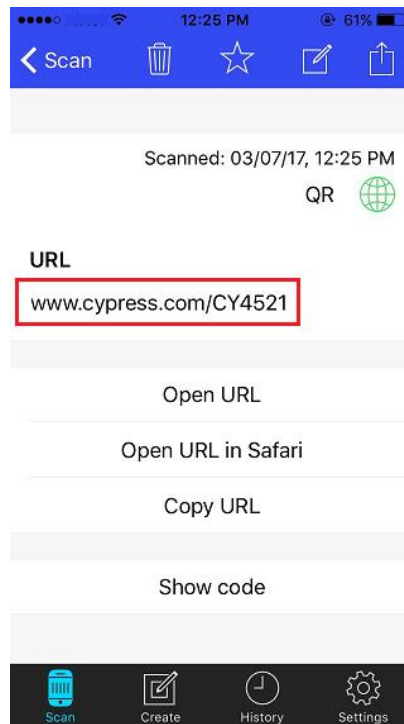 12:25 PM
61%
Scan
Scanned: 03/07/17, 12:25 PM
QR
URL
www.cypress.com/CY4521
Open URL
Open URL in Safari
Copy URL
Show code
Scan
Create
History
Settings